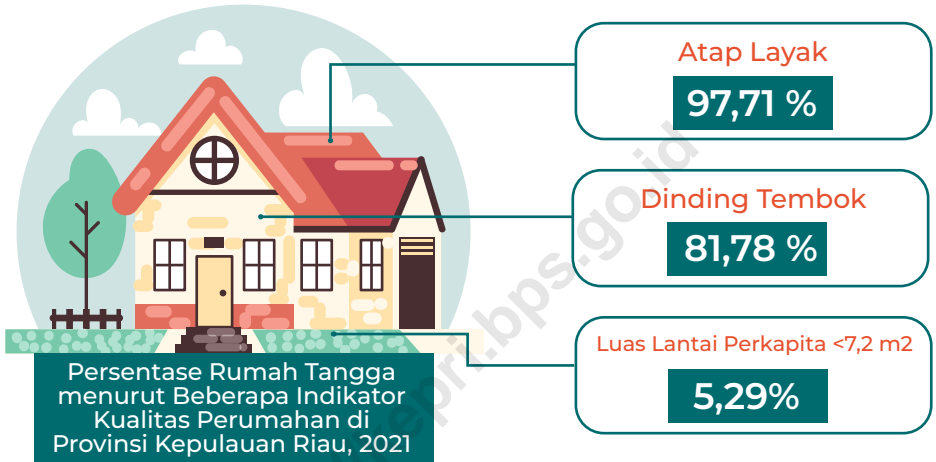 Atap Layak
97,71 %
Dinding Tembok
81,78 %
Luas Lantai Perkapita <7,2 m2
5,29%
Persentase Rumah Tangga
menurut Beberapa Indikator
Kualitas Perumahan di
Provinsi Kepulauan Riau, 2021
kepri.bps.go.id